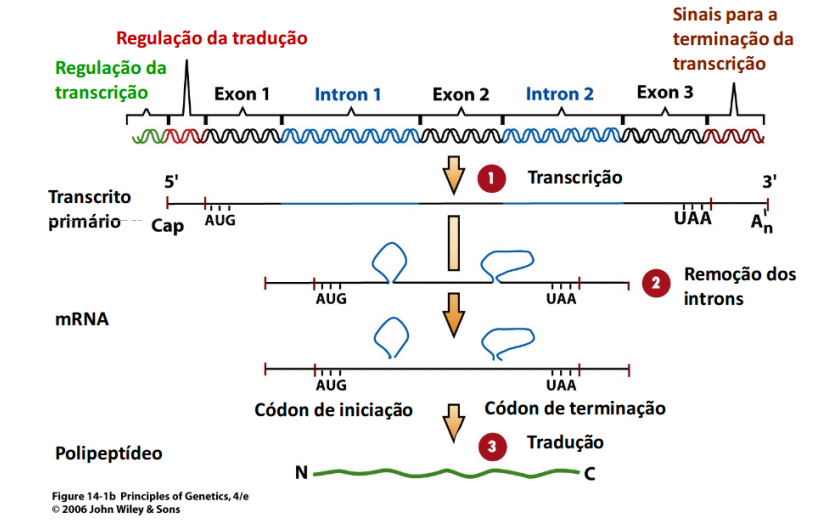 Regulação da tradução
Sinais para a
terminação da
transcrição
Regulação da
transcrição
Exon 1
Intron 1
Exon 2
Intron 2
Exon 3
1
Transcrição
5'
3'
Transcrito
primário
Cap
AUG
UAA
An
2
Remoção dos
introns
AUG
UAA
mRNA
AUG
UAA
Códon de iniciação
Códon de terminação
3
Tradução
Polipeptídeo
N
C
Figure 14-1b Principles of Genetics, 4/e
© 2006 John Wiley & Sons